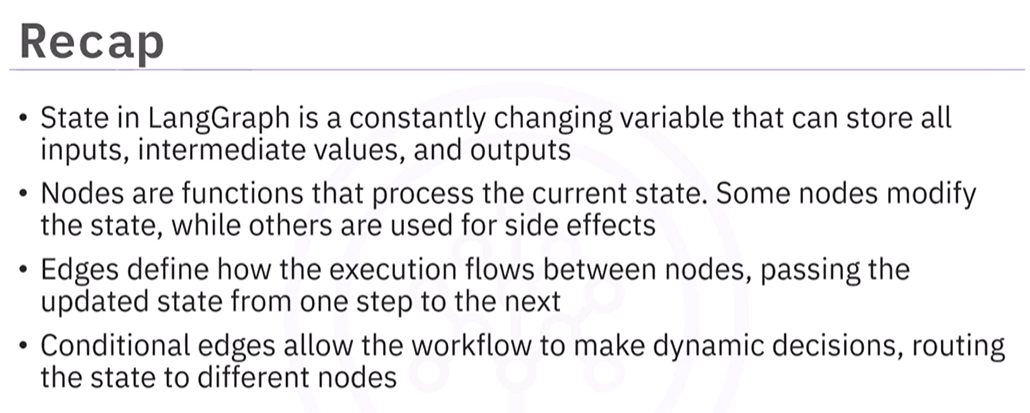 Recap
• State in LangGraph is a constantly changing variable that can store all
inputs, intermediate values, and outputs
• Nodes are functions that process the current state. Some nodes modify
the state, while others are used for side effects
• Edges define how the execution flows between nodes, passing the
updated state from one step to the next
• Conditional edges allow the workflow to make dynamic decisions, routing
the state to different nodes